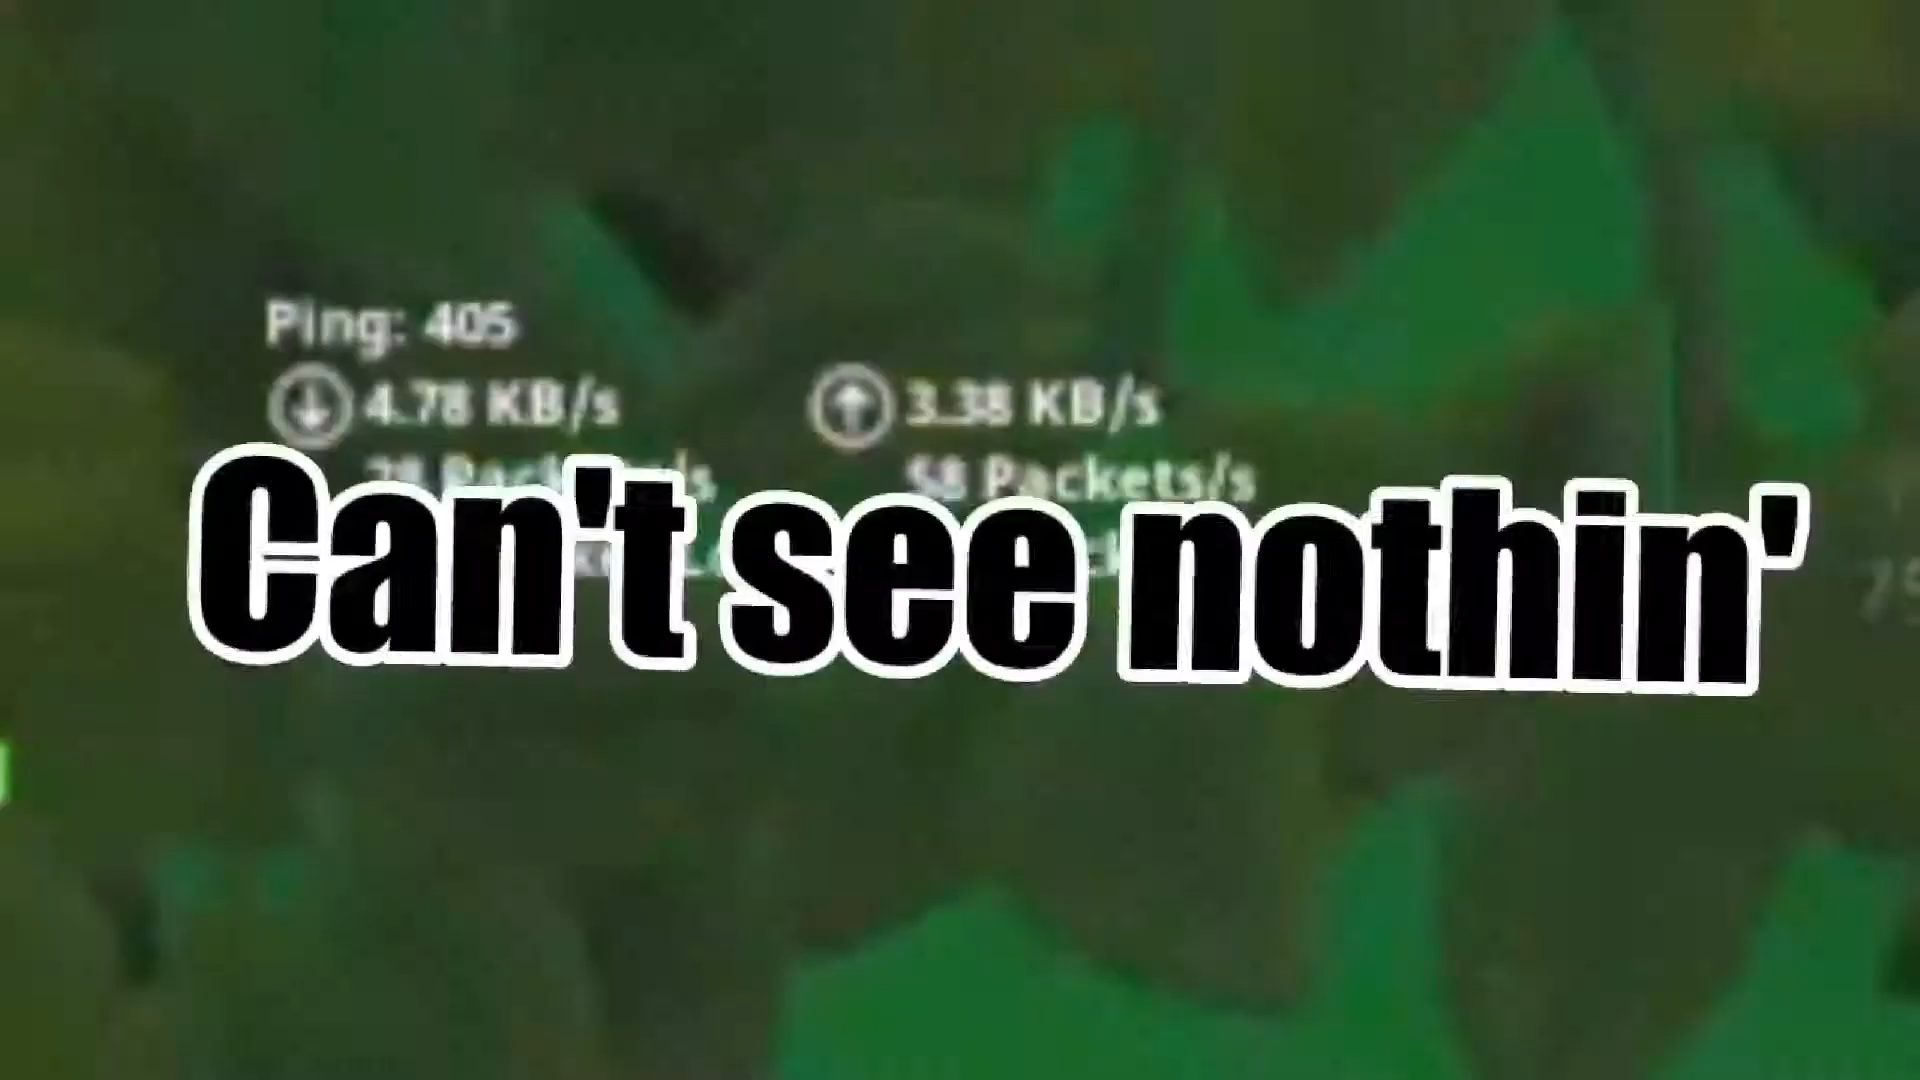 Ping: 405
4.78 KB/s 3.38 KB/s
58 Packets/s
Can't see nothin'